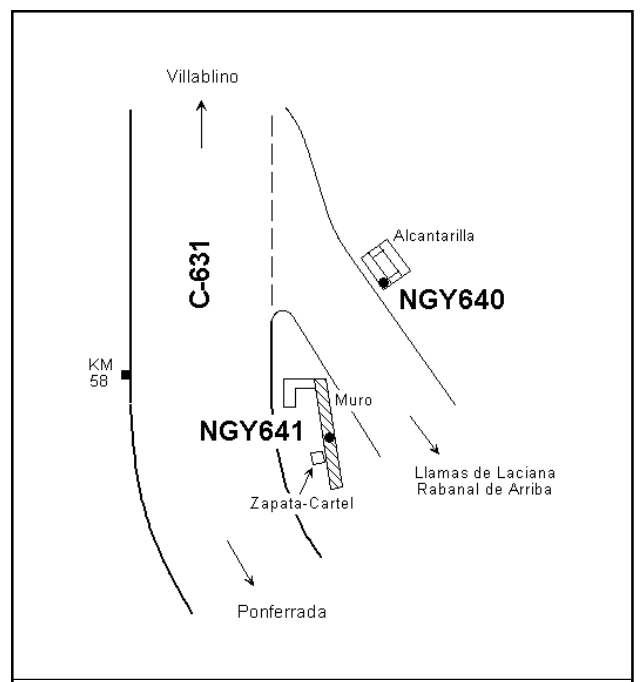 Villablino
C-631
Alcantarilla
NGY640
KM
58
Muro
NGY641
Llamas de Laciana
Rabanal de Arriba
Zapata-Cartel
Ponferrada